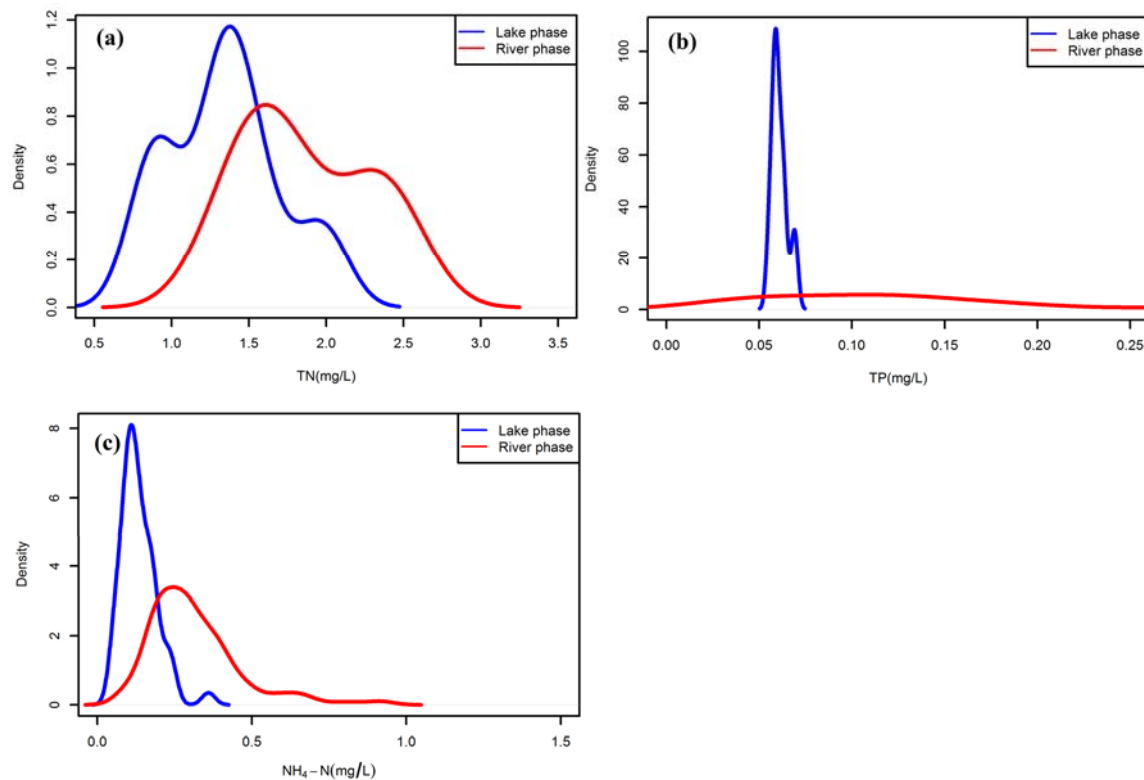 (a)
Lake phase
River phase
Density
1.2
1.0
0.8
0.6
0.4
0.2
0.0
0.5 1.0 1.5 2.0 2.5 3.0 3.5
TN(mg/L)
(b)
Lake phase
River phase
Density
100
80
60
40
20
0
0.00 0.05 0.10 0.15 0.20 0.25
TP(mg/L)
(c)
Lake phase
River phase
Density
8
6
4
2
0
0.0 0.5 1.0 1.5
NH₄−N(mg/L)